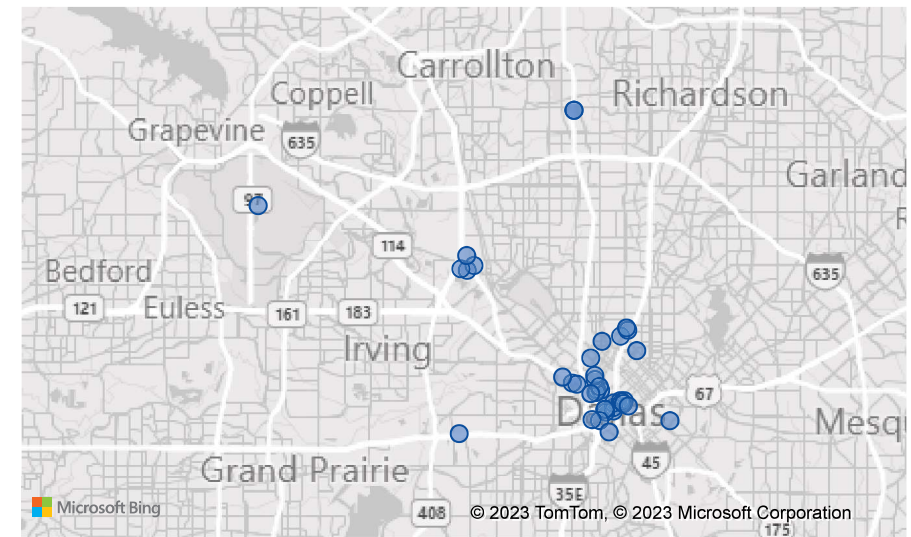 Carrollton
Coppell
Richardson
Grapevine
635
Garland
97
R
114
Bedford
635
121
Euless
161
183
Irving
67
Dallas
Mesq
Grand Prairie
45
35E
408
Microsoft Bing
© 2023 TomTom, © 2023 Microsoft Corporation
175